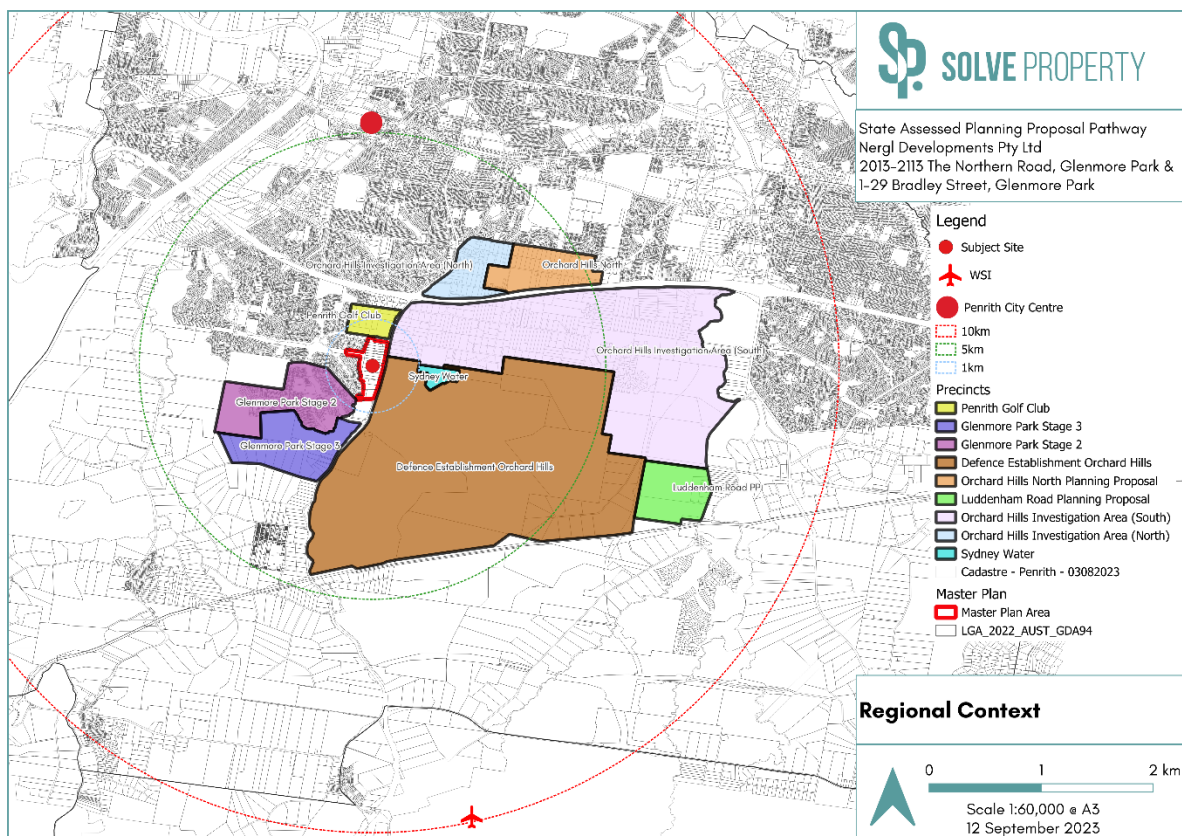 SP.
SOLVE PROPERTY
State Assessed Planning Proposal Pathway
Nergl Developments Pty Ltd
2013-2113 The Northern Road, Glenmore Park &
1-29 Bradley Street, Glenmore Park
Legend
Subject Site
WSI
Penrith City Centre
10km
5km
1km
Precincts
Penrith Golf Club
Glenmore Park Stage 3
Glenmore Park Stage 2
Defence Establishment Orchard Hills
Orchard Hills North Planning Proposal
Luddenham Road Planning Proposal
Orchard Hills Investigation Area (South)
Orchard Hills Investigation Area (North)
Sydney Water
Cadastre - Penrith - 03082023
Master Plan
Master Plan Area
LGA_2022_AUST_GDA94
Regional Context
0 1 2 km
Scale 1:60,000 @ A3
12 September 2023
Orchard Hills Investigation Area (North)
Orchard Hills North
Penrith Golf Club
Orchard Hills Investigation Area (South)
Sydney Water
Glenmore Park Stage 2
Glenmore Park Stage 3
Defence Establishment Orchard Hills
Luddenham Road PP